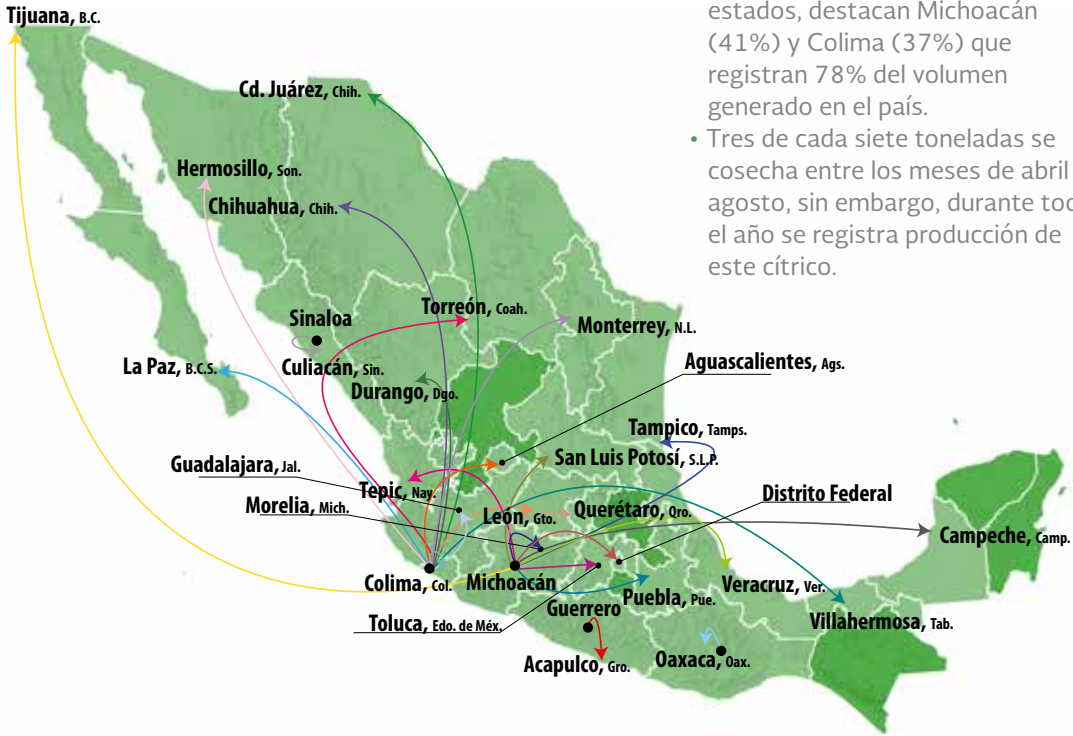 Tijuana, B.C.
estados, destacan Michoacán
(41%) y Colima (37%) que
registran 78% del volumen
generado en el país.
• Tres de cada siete toneladas se
cosecha entre los meses de abril
agosto, sin embargo, durante
el año se registra producción de
este cítrico.
Cd. Juárez, Chih.
Hermosillo, Son.
Chihuahua, Chih.
Torreón, Coah.
Sinaloa
Monterrey, N.L.
La Paz, B.C.S.
Culiacán, Sin.
Aguascalientes, Ags.
Durango, Dgo.
Tampico, Tamps.
Guadalajara, Jal.
San Luis Potosí, S.L.P.
Tepic, Nay.
Distrito Federal
Morelia, Mich.
León, Gto.
Querétaro, Qro.
Campeche, Camp.
Colima, Col.
Michoacán
Veracruz, Ver.
Puebla, Pue.
Guerrero
Villahermosa, Tab.
Toluca, Edo. de Méx.
Acapulco, Gro.
Oaxaca, Oax.